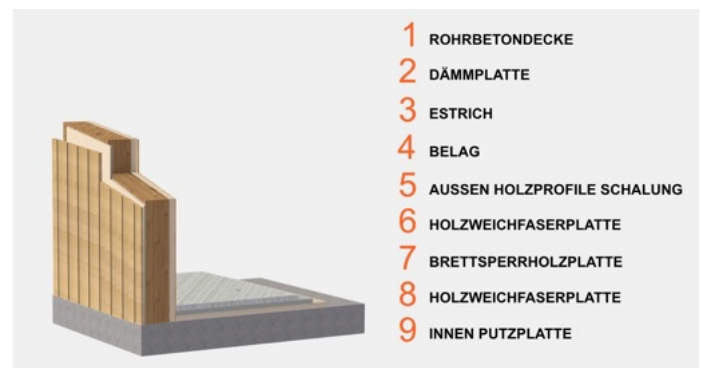 1 ROHRBETONDECKE
2 DÄMMPLATTE
3 ESTRICH
4 BELAG
5 AUSSEN HOLZPROFILE SCHALUNG
6 HOLZWEICHFASERPLATTE
7 BRETTSPERRHOLZPLATTE
8 HOLZWEICHFASERPLATTE
9 INNEN PUTZPLATTE